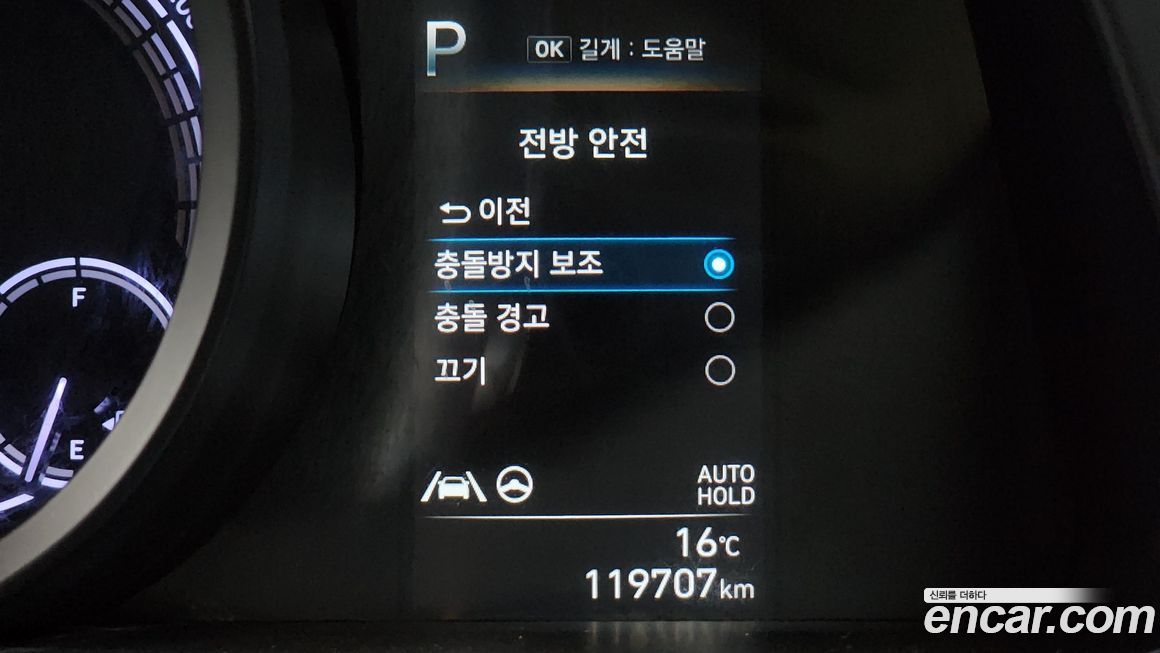 P
OK 길게 : 도움말
전방 안전
이전
충돌방지 보조
충돌 경고
끄기
F
E
AUTO
HOLD
16℃
119707km
신뢰를 더하다
encar.com